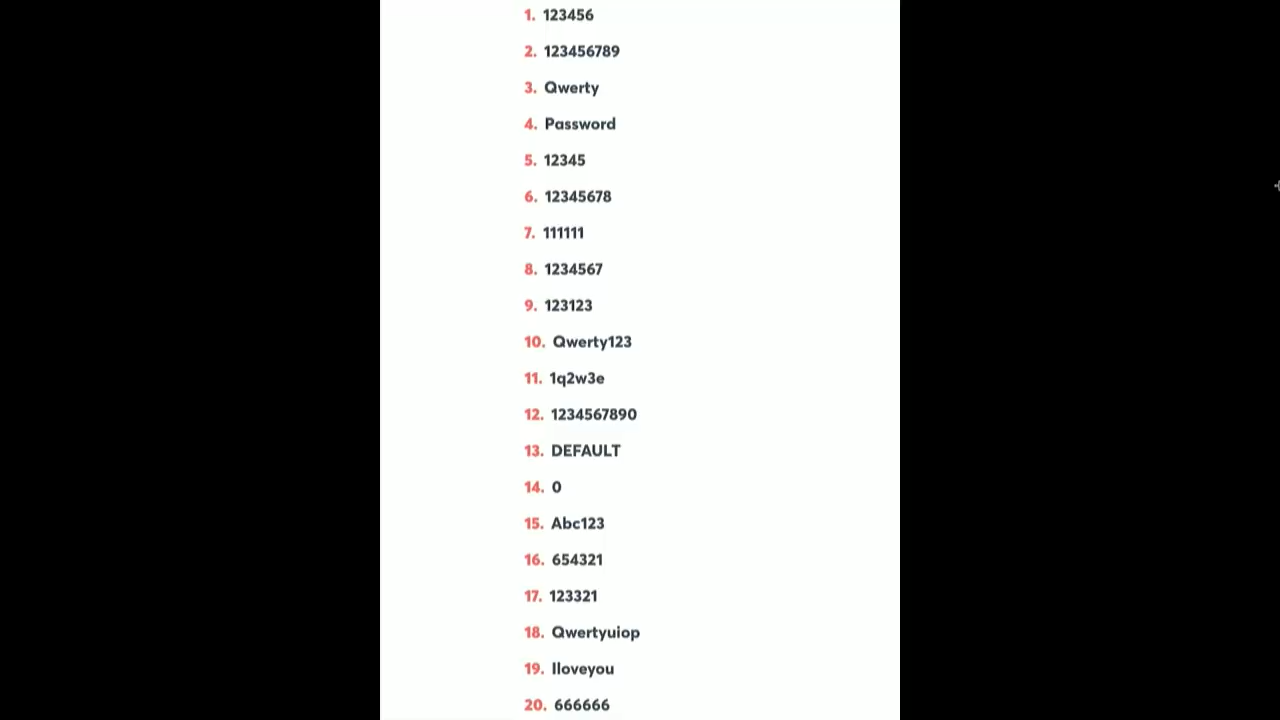 1. 123456
2. 123456789
3. Qwerty
4. Password
5. 12345
6. 12345678
7. 111111
8. 1234567
9. 123123
10. Qwerty123
11. 1q2w3e
12. 1234567890
13. DEFAULT
14. 0
15. Abc123
16. 654321
17. 123321
18. Qwertyuiop
19. Iloveyou
20. 666666